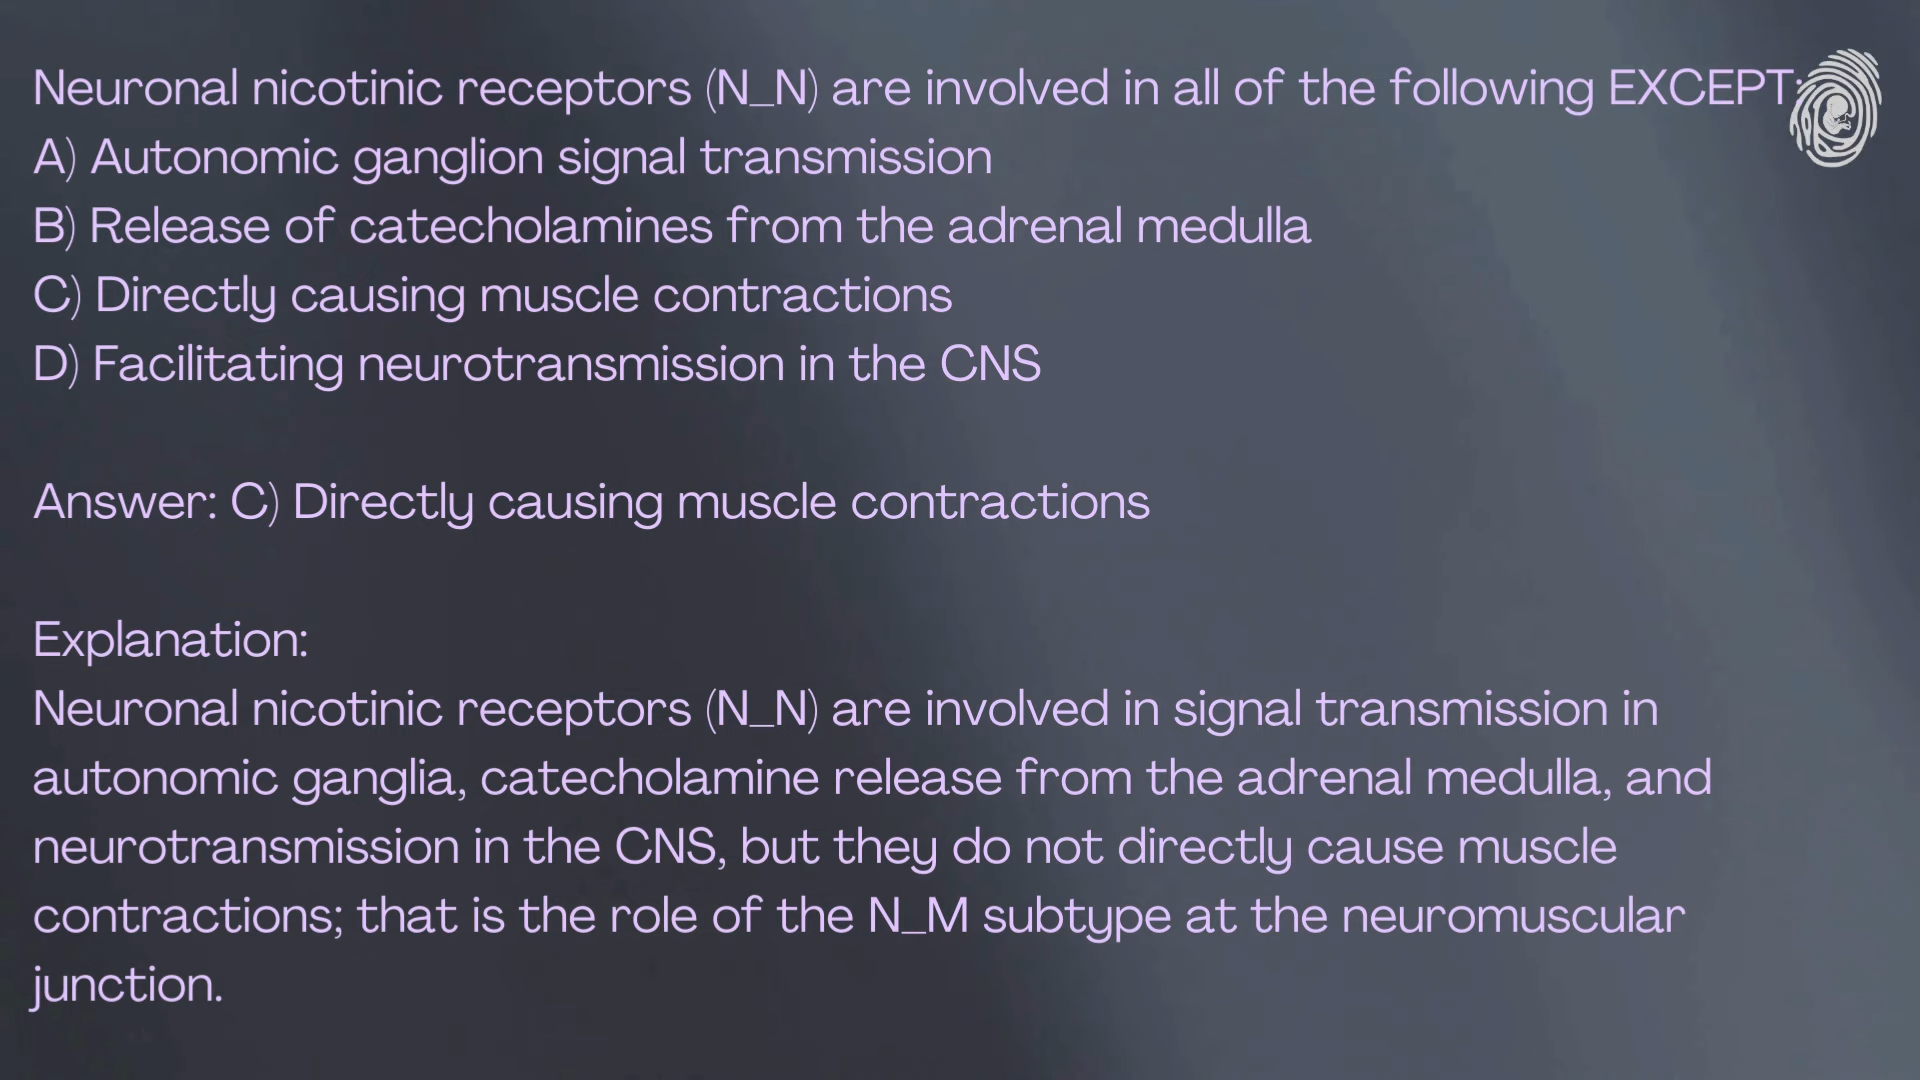 Neuronal nicotinic receptors (N_N) are involved in all of the following EXCEPT:
A) Autonomic ganglion signal transmission
B) Release of catecholamines from the adrenal medulla
C) Directly causing muscle contractions
D) Facilitating neurotransmission in the CNS
Answer: C) Directly causing muscle contractions
Explanation:
Neuronal nicotinic receptors (N_N) are involved in signal transmission in
autonomic ganglia, catecholamine release from the adrenal medulla, and
neurotransmission in the CNS, but they do not directly cause muscle
contractions; that is the role of the N_M subtype at the neuromuscular
junction.